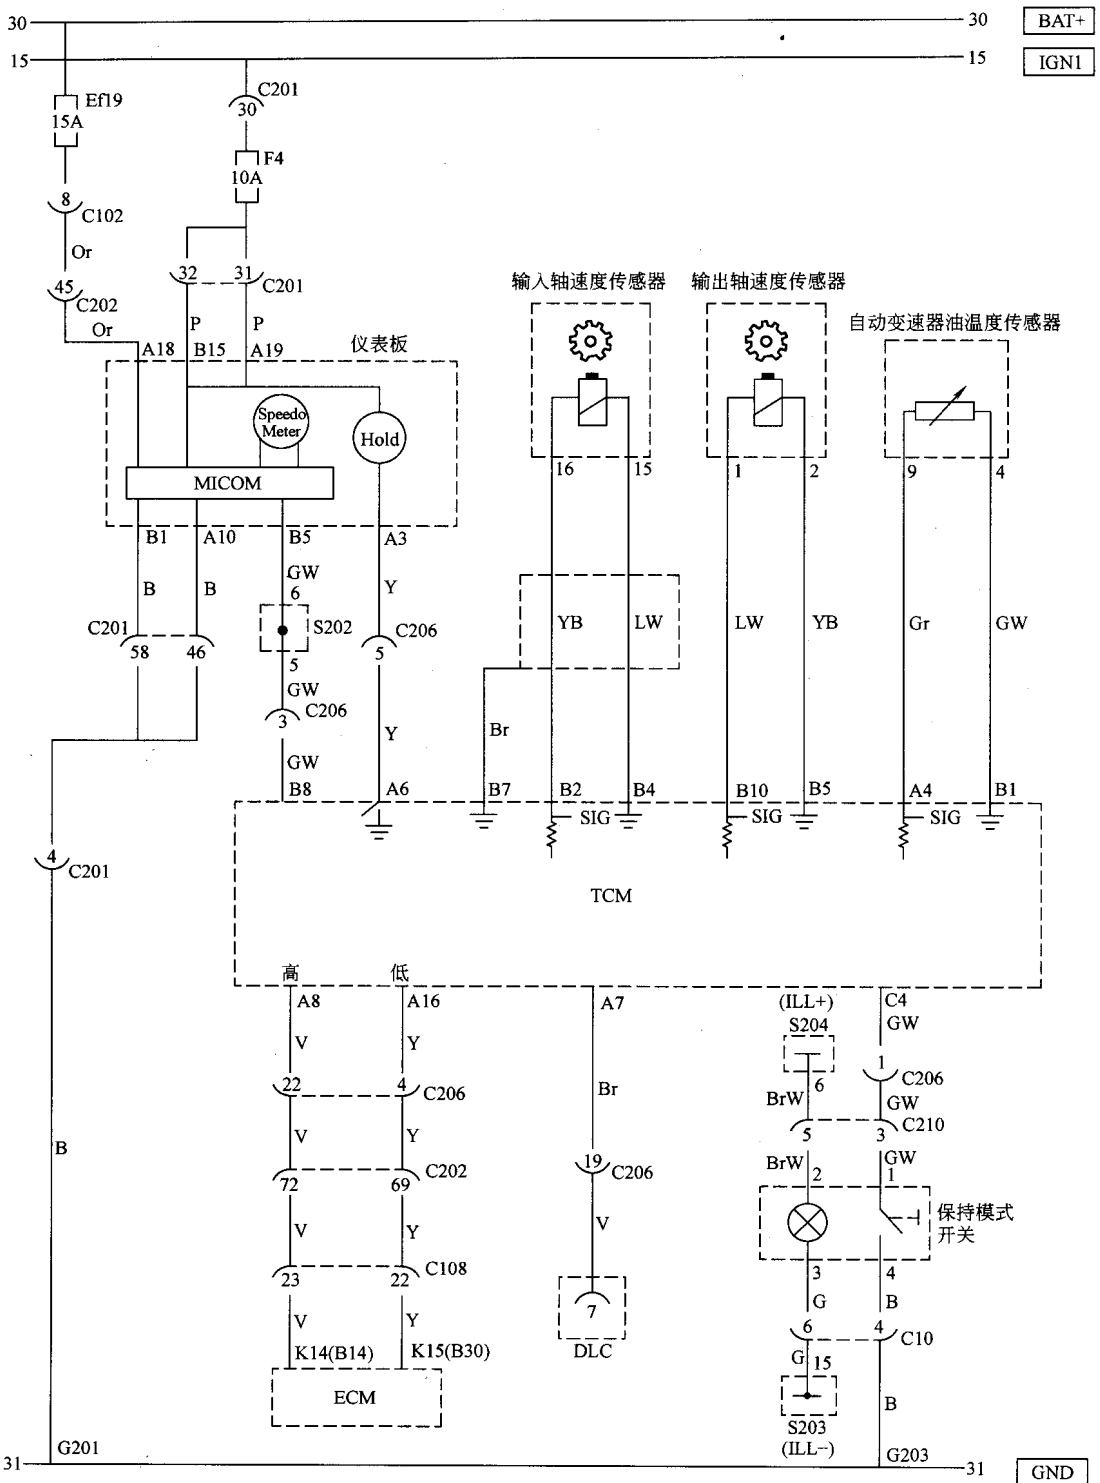 30
30
BAT+
15
15
IGN1
Ef19
15A
C201
30
F4
10A
8
C102
Or
32
31
C201
45
C202
Or
P
P
A18
B15
A19
仪表板
输入轴速度传感器
输出轴速度传感器
自动变速器油温度传感器
Speedo
Meter
Hold
MICOM
16
15
1
2
9
4
B1
A10
B5
A3
B
B
GW
6
Y
C201
58
46
S202
5
C206
5
YB
LW
LW
YB
Gr
GW
GW
3
C206
GW
Y
Br
B8
A6
B7
B2
B4
B10
B5
A4
B1
SIG
SIG
SIG
4
C201
TCM
高
低
A8
A16
A7
(ILL+)
S204
C4
GW
V
Y
Br
6
1
C206
22
4
C206
BrW
GW
5
3
C210
V
Y
19
C206
BrW
GW
B
72
69
C202
2
1
V
Y
V
保持模式
开关
23
22
C108
3
4
7
G
B
V
Y
6
4
C10
K14(B14)
K15(B30)
DLC
G
15
ECM
B
S203
(ILL−)
G201
G203
31
31
GND